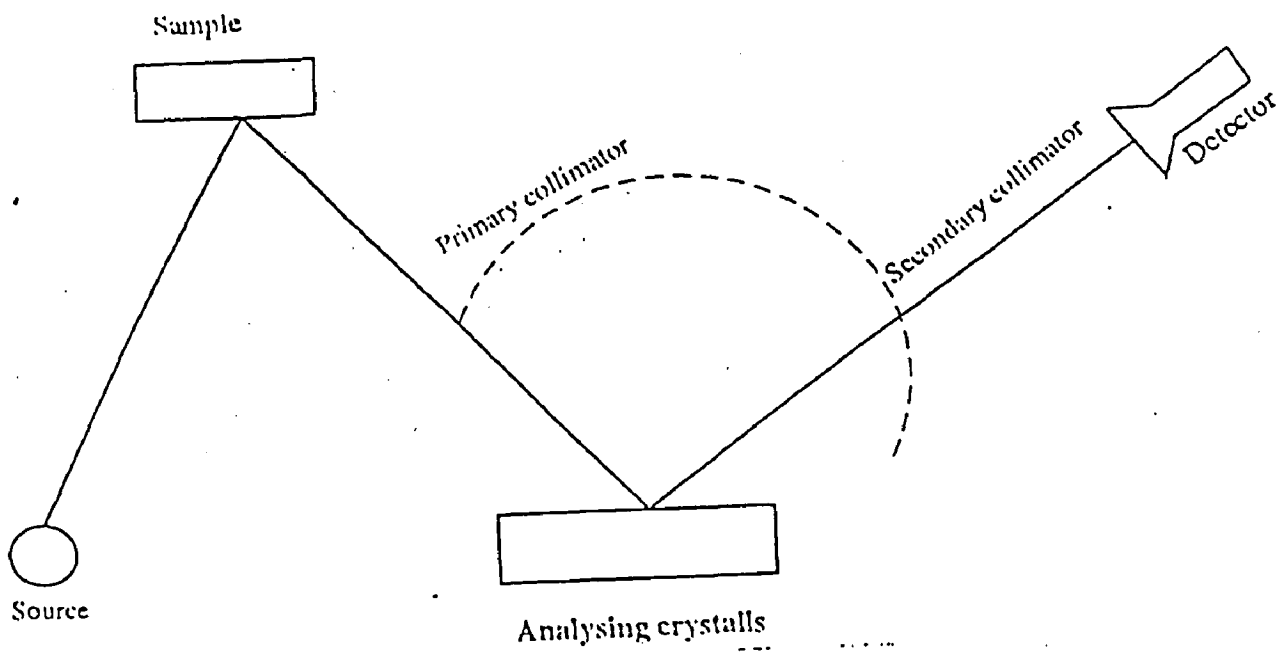 Sample
Primary collimator
Secondary collimator
Detector
Source
Analysing crystalls